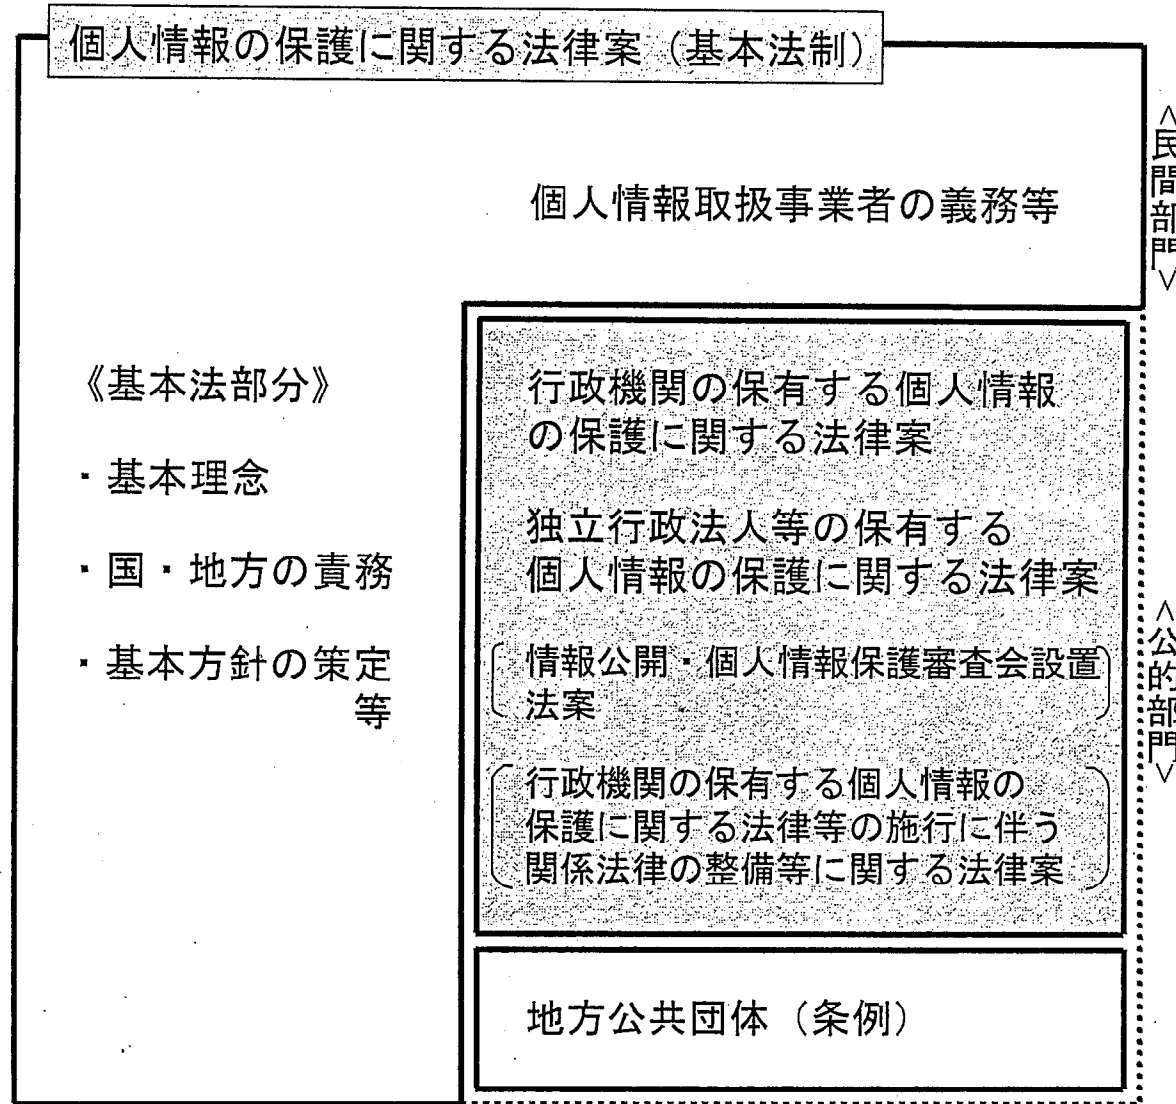 個人情報の保護に関する法律案（基本法制）
個人情報取扱事業者の義務等
＜民間部門＞
《基本法部分》
・基本理念
・国・地方の責務
・基本方針の策定
等
行政機関の保有する個人情報
の保護に関する法律案
独立行政法人等の保有する
個人情報の保護に関する法律案
情報公開・個人情報保護審査会設置
法案
行政機関の保有する個人情報の
保護に関する法律等の施行に伴う
関係法律の整備等に関する法律案
＜公的部門＞
地方公共団体（条例）